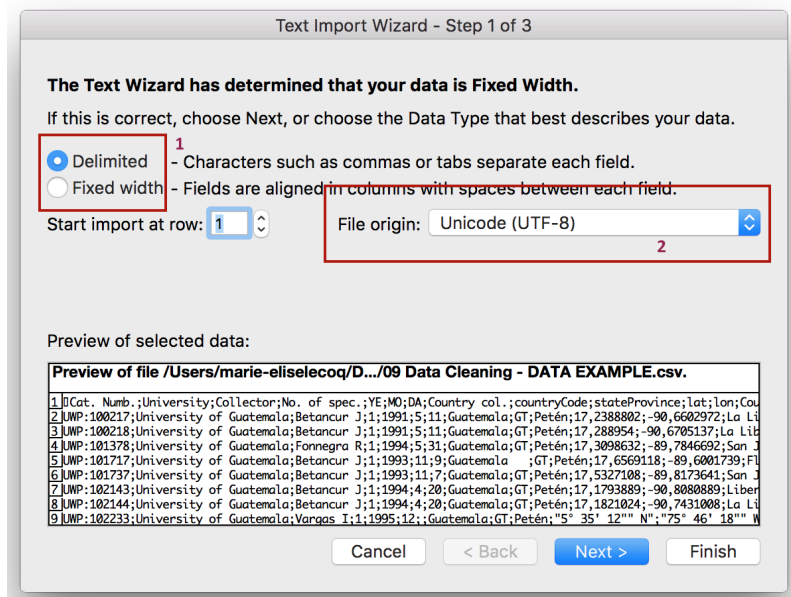 Text Import Wizard - Step 1 of 3
The Text Wizard has determined that your data is Fixed Width.
If this is correct, choose Next, or choose the Data Type that best describes your data.
1
Delimited - Characters such as commas or tabs separate each field.
Fixed width - Fields are aligned in columns with spaces between each field.
Start import at row: 1 File origin: Unicode (UTF-8)
2
Preview of selected data:
Preview of file /Users/marie-eliselecoq/D.../09 Data Cleaning - DATA EXAMPLE.csv.
1 Cat. Numb.;University;Collector;No. of spec.;YE;MO;DA;Country col.;countryCode;stateProvince;lat;lon;Cou
2 UWP:100217;University of Guatemala;Betancur J;1;1991;5;11;Guatemala;GT;Petén;17,2388802;-90,6602972;La Li
3 UWP:100218;University of Guatemala;Betancur J;1;1991;5;11;Guatemala;GT;Petén;17,288954;-90,6705137;La Lib
4 UWP:101378;University of Guatemala;Fonnegra R;1;1994;5;31;Guatemala;GT;Petén;17,3098632;-89,7846692;San J
5 UWP:101717;University of Guatemala;Betancur J;1;1993;11;9;Guatemala ;GT;Petén;17,6569118;-89,6001739;Fl
6 UWP:101737;University of Guatemala;Betancur J;1;1993;11;7;Guatemala;GT;Petén;17,5327108;-89,8173641;San J
7 UWP:102143;University of Guatemala;Betancur J;1;1994;4;20;Guatemala;GT;Petén;17,1793889;-90,8080889;Liber
8 UWP:102144;University of Guatemala;Betancur J;1;1994;4;20;Guatemala;GT;Petén;17,1821024;-90,7431008;La Li
9 UWP:102233;University of Guatemala;Vargas I;1;1995;12;;Guatemala;GT;Petén;"5° 35' 12"" N";"75° 46' 18"" W
Cancel < Back Next > Finish